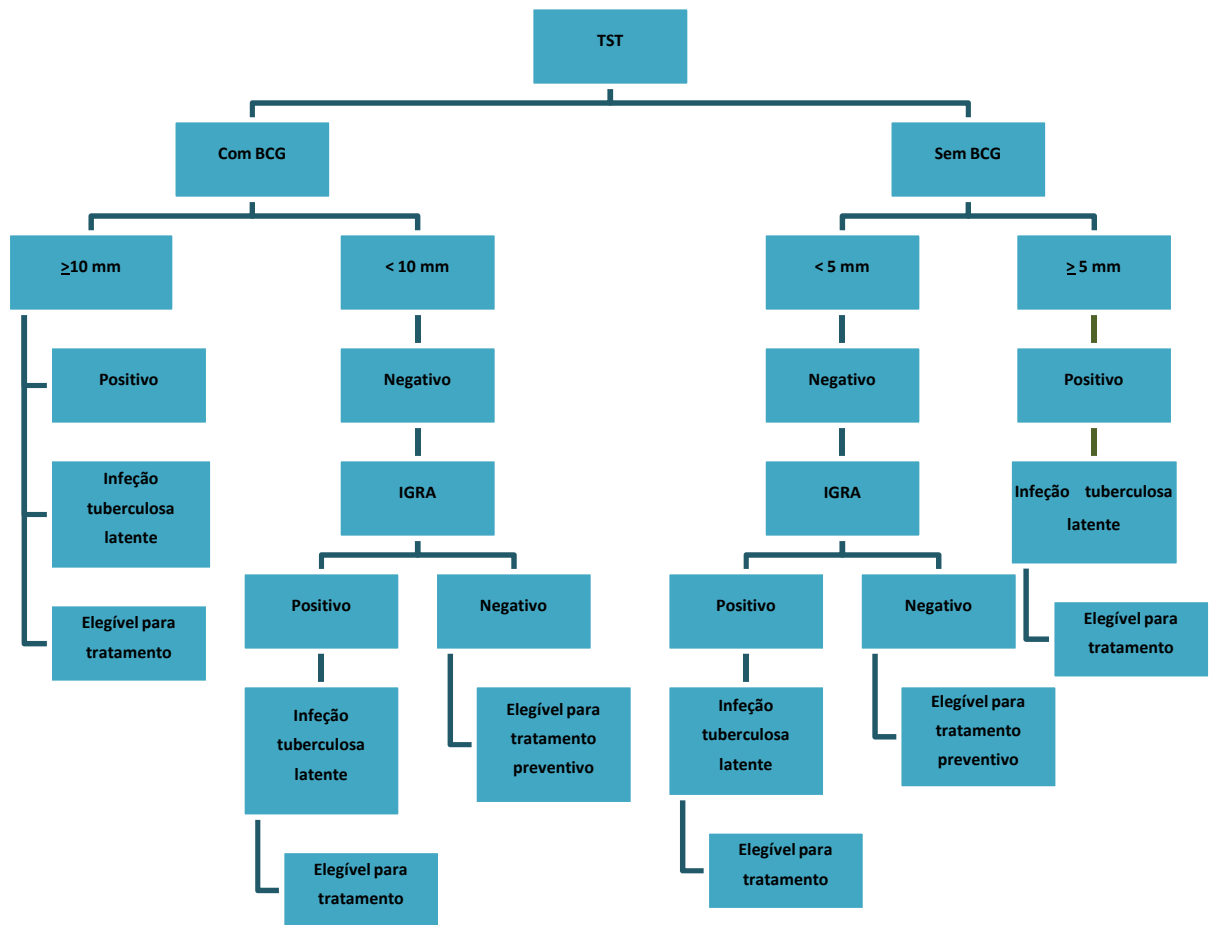 TST
Com BCG
Sem BCG
≥10 mm
< 10 mm
< 5 mm
≥ 5 mm
Positivo
Negativo
Negativo
Positivo
Infeção
tuberculosa
latente
IGRA
IGRA
Infeção tuberculosa
latente
Positivo
Negativo
Positivo
Negativo
Elegível para
tratamento
Elegível para
tratamento
Infeção
tuberculosa
latente
Elegível para
tratamento
preventivo
Infeção
tuberculosa
latente
Elegível para
tratamento
preventivo
Elegível para
tratamento
Elegível para
tratamento